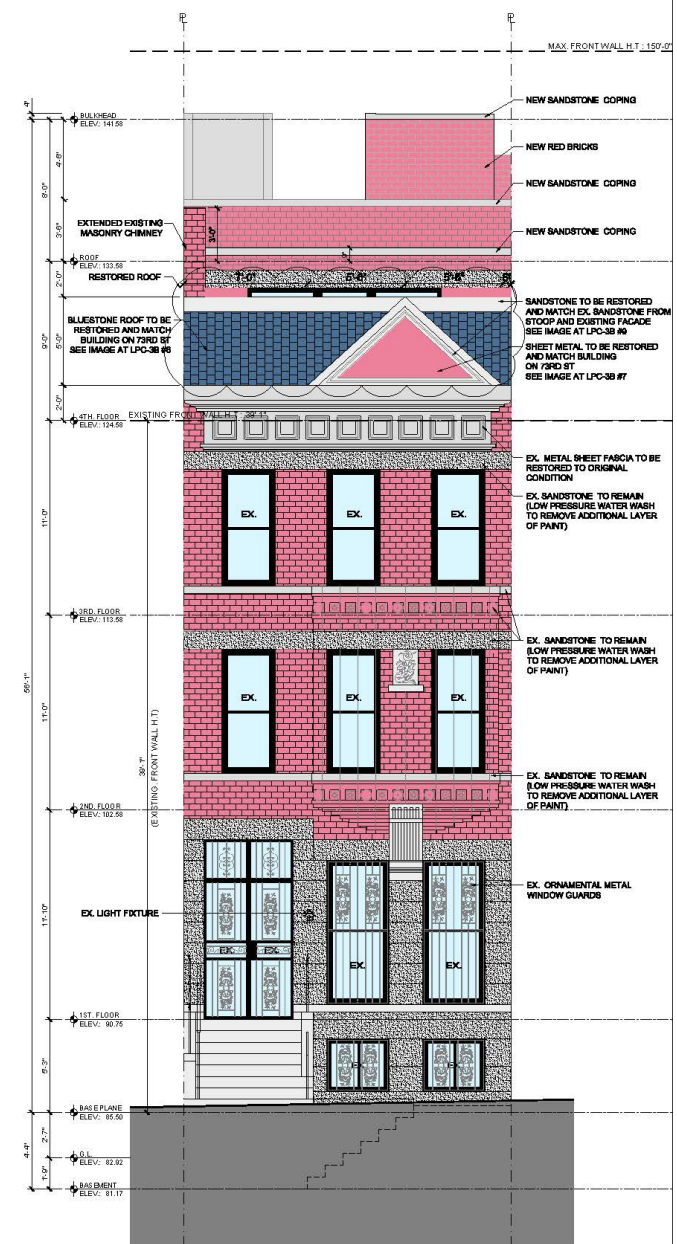 MAX. FRONT WALL H.T : 150'-0"
4'
BULKHEAD
ELEV.: 141.58
NEW SANDSTONE COPING
4'-6"
NEW RED BRICKS
8'-0"
NEW SANDSTONE COPING
EXTENDED EXISTING
MASONRY CHIMNEY
3'-6"
3'-0"
NEW SANDSTONE COPING
ROOF
ELEV.: 133.58
RESTORED ROOF
2'-0"
SANDSTONE TO BE RESTORED
AND MATCH EX. SANDSTONE FROM
STOOP AND EXISTING FACADE
SEE IMAGE AT LPC-3B #9
BLUESTONE ROOF TO BE
RESTORED AND MATCH
BUILDING ON 73RD ST
SEE IMAGE AT LPC-3B #6
9'-0"
5'-0"
SHEET METAL TO BE RESTORED
AND MATCH BUILDING
ON 73RD ST
SEE IMAGE AT LPC-3B #7
2'-0"
4TH. FLOOR
ELEV.: 124.58
EXISTING FRONT WALL H.T : 39'-1"
EX. METAL SHEET FASCIA TO BE
RESTORED TO ORIGINAL
CONDITION
EX. SANDSTONE TO REMAIN
(LOW PRESSURE WATER WASH
TO REMOVE ADDITIONAL LAYER
OF PAINT)
EX.
EX.
EX.
11'-0"
3RD. FLOOR
ELEV.: 113.58
EX. SANDSTONE TO REMAIN
(LOW PRESSURE WATER WASH
TO REMOVE ADDITIONAL LAYER
OF PAINT)
56'-1"
EX.
EX.
EX.
11'-0"
39'-1"
(EXISTING. FRONT WALL H.T)
EX. SANDSTONE TO REMAIN
(LOW PRESSURE WATER WASH
TO REMOVE ADDITIONAL LAYER
OF PAINT)
2ND. FLOOR
ELEV.: 102.58
EX. ORNAMENTAL METAL
WINDOW GUARDS
EX. LIGHT FIXTURE
11'-10"
EX.
EX.
EX.
EX.
1ST. FLOOR
ELEV.: 90.75
5'-3"
BASE PLANE
ELEV.: 85.50
4'-4"
2'-7"
G.L.
ELEV.: 82.92
1'-9"
BASEMENT
ELEV.: 81.17